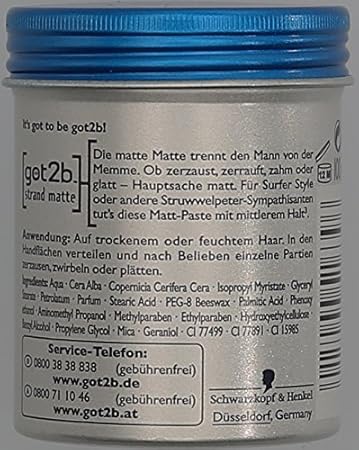 It's got to be got2b!
[got2b.]
strand matte
Die matte Matte trennt den Mann von der
Memme. Ob zerzaust, zerrauft, zahm oder
glatt – Hauptsache matt. Für Surfer Style
oder andere Struwwelpeter-Sympathisanten
tut's diese Matt-Paste mit mittlerem Halt³.
Anwendung: Auf trockenem oder feuchtem Haar. In den
Handflächen verteilen und nach Belieben einzelne Partien
zerzausen, zwirbeln oder plätten.
Ingredients: Aqua · Cera Alba · Copernicia Cerifera Cera · Isopropyl Myristate · Glyceryl
Stearate · Petrolatum · Parfum · Stearic Acid · PEG-8 Beeswax · Palmitic Acid · Phenoxy
ethanol · Aminomethyl Propanol · Methylparaben · Ethylparaben · Hydroxyethylcellulose ·
Benzyl Alcohol · Propylene Glycol · Mica · Geraniol · CI 77499 · CI 77891 · CI 15985
Service-Telefon:
0800 38 38 838 (gebührenfrei)
www.got2b.de
0800 71 10 46 (gebührenfrei)
www.got2b.at
Schwarzkopf & Henkel
Düsseldorf, Germany
12 M
100